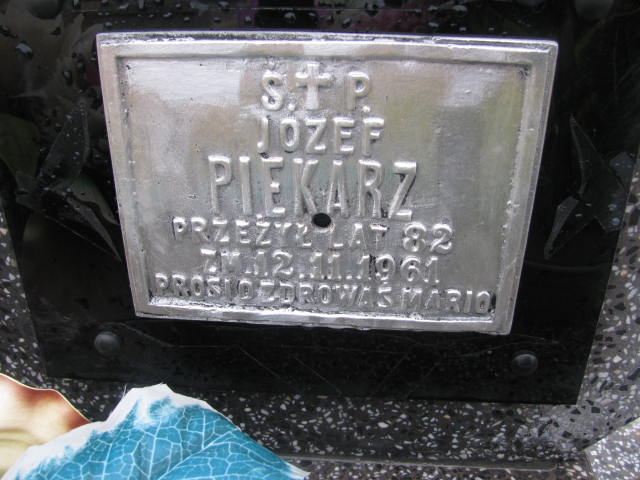 Ś.✝P.
JÓZEF
PIEKARZ
PRZEŻYŁ LAT 82
ZM.12.11.1961
PROSI O ZDROWAŚ MARIO